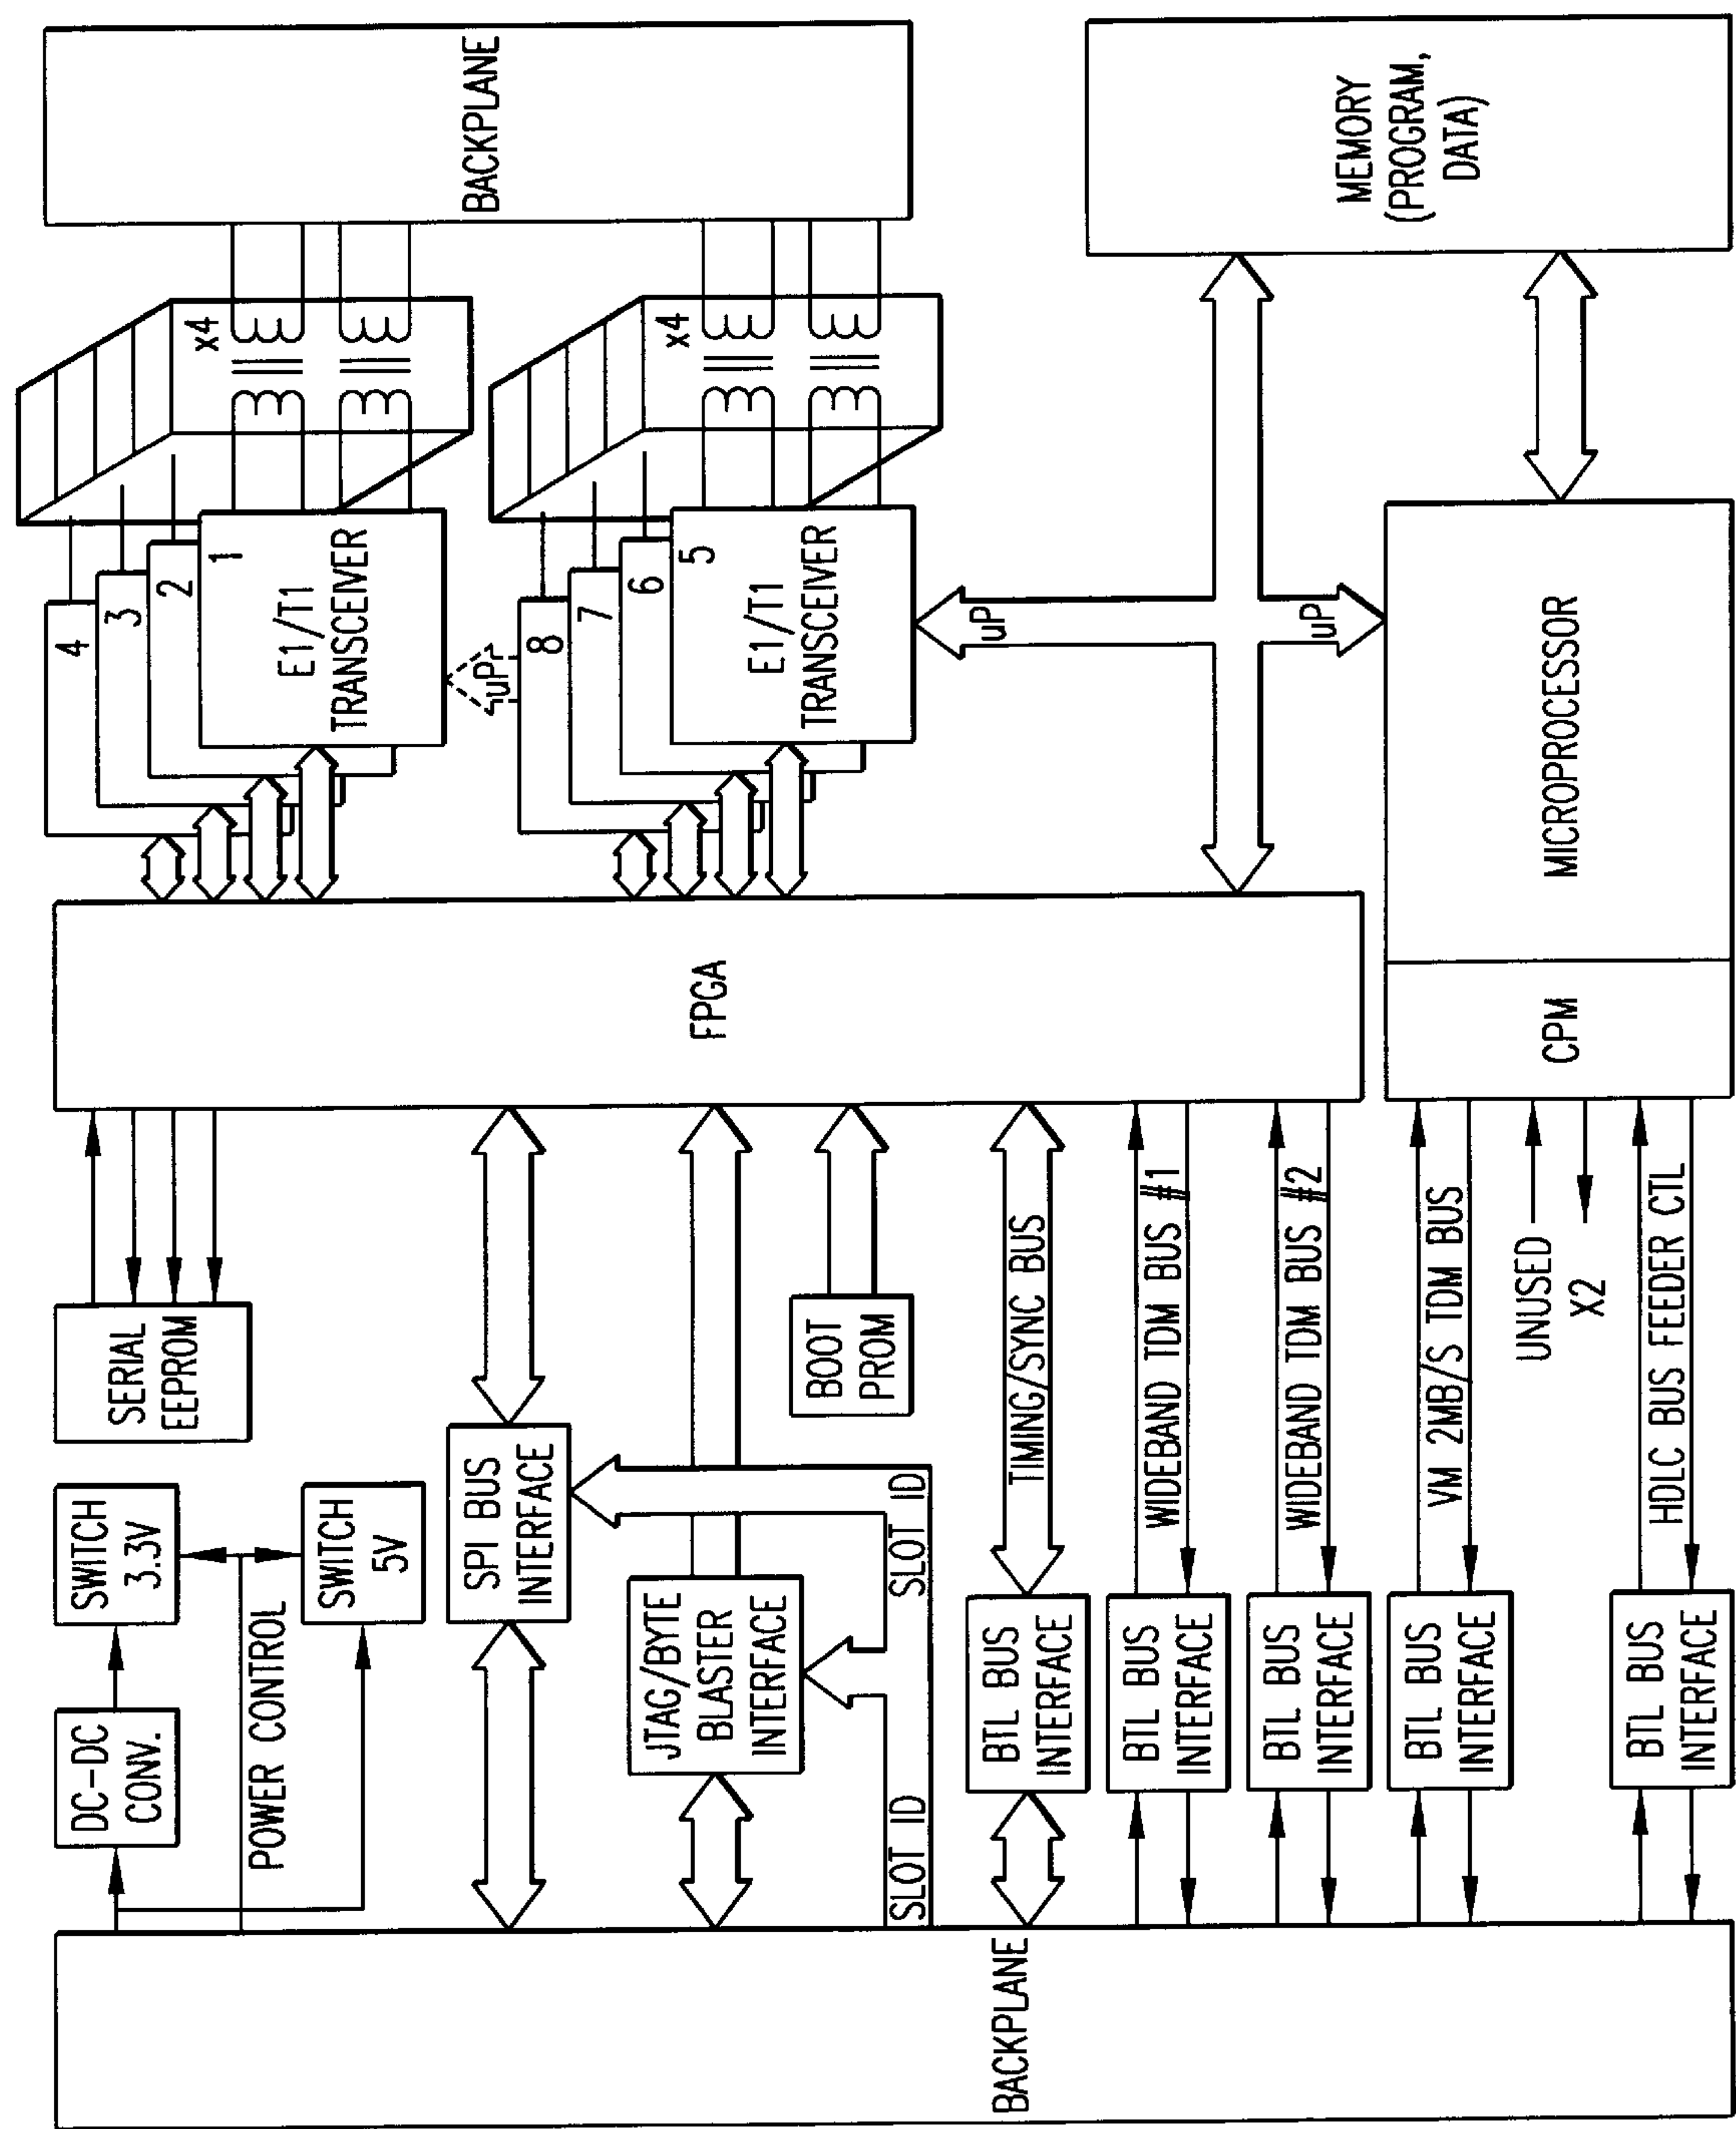 BACKPLANE
DC-DC
CONV.
SWITCH
3.3V
SERIAL
EEPROM
POWER CONTROL
SWITCH
5V
SPI BUS
INTERFACE
JTAG/BYTE
BLASTER
INTERFACE
SLOT ID
SLOT ID
BOOT
PROM
BTL BUS
INTERFACE
TIMING/SYNC BUS
BTL BUS
INTERFACE
WIDEBAND TDM BUS #1
BTL BUS
INTERFACE
WIDEBAND TDM BUS #2
BTL BUS
INTERFACE
VM 2MB/S TDM BUS
UNUSED
X2
BTL BUS
INTERFACE
HDLC BUS FEEDER CTL
FPGA
CPM
MICROPROCESSOR
4
3
2
1
E1/T1
TRANSCEIVER
x4
uP
8
7
6
5
E1/T1
TRANSCEIVER
x4
uP
uP
BACKPLANE
MEMORY
(PROGRAM,
DATA)